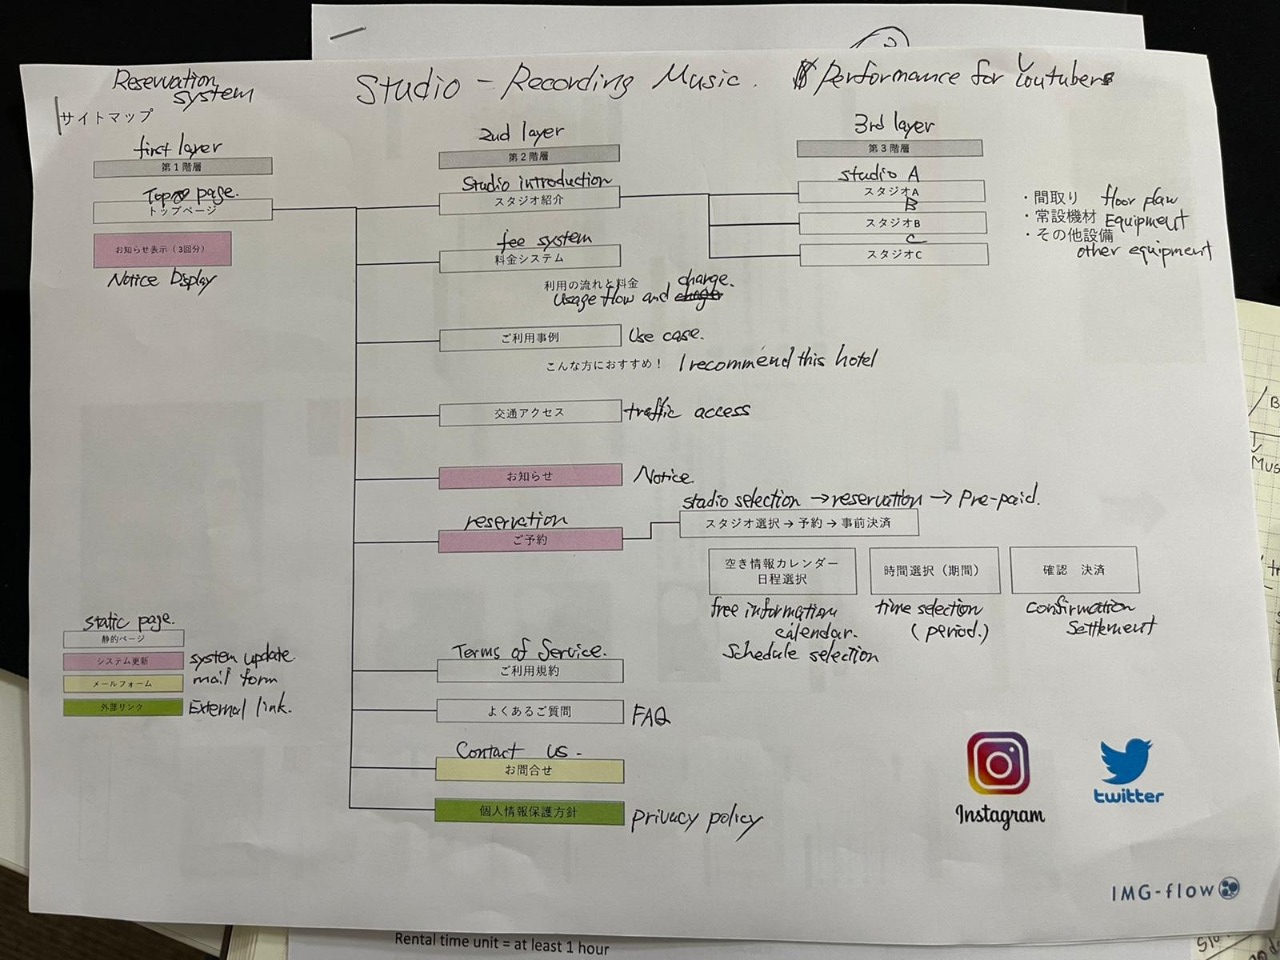 Reservation system
Studio - Recording Music. & Performance for Youtubers
サイトマップ
first layer
第1階層
2nd layer
第2階層
3rd layer
第3階層
Top page.
トップページ
お知らせ表示（3回分）
Notice Display
Studio introduction
スタジオ紹介
studio A
スタジオA
B
スタジオB
C
スタジオC
・間取り floor plan
・常設機材 Equipment
・その他設備
other equipment
fee system
料金システム
利用の流れと料金
Usage flow and charge.
ご利用事例 Use case.
こんな方におすすめ！ I recommend this hotel
交通アクセス traffic access
お知らせ Notice.
reservation
ご予約
stadio selection → reservation → Pre-paid.
スタジオ選択 → 予約 → 事前決済
空き情報カレンダー
日程選択
時間選択（期間）
確認 決済
free information
calendar.
Schedule selection
time selection
(period.)
confirmation
Settlement
static page.
静的ページ
システム更新 system update
メールフォーム mail form
外部リンク External link.
Terms of Service.
ご利用規約
よくあるご質問 FAQ
Contact us -
お問合せ
個人情報保護方針 privacy policy
Instagram
twitter
IMG-flow
Rental time unit = at least 1 hour